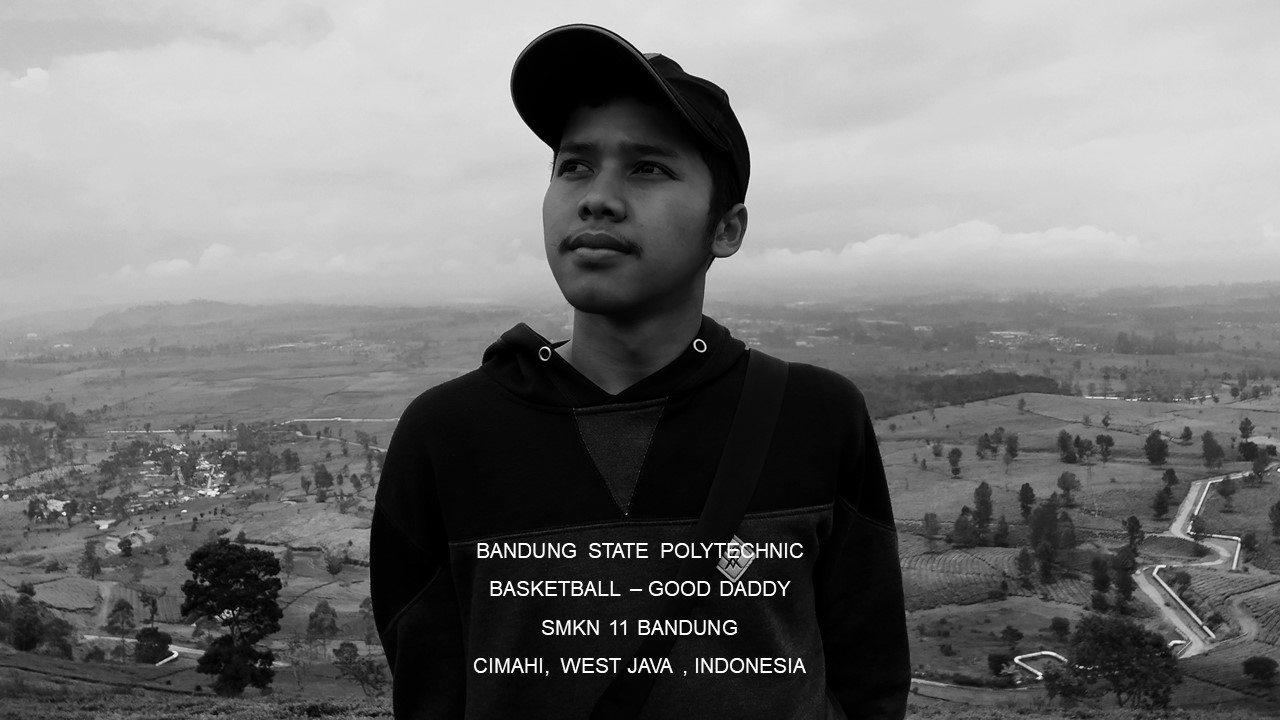 BANDUNG STATE POLYTECHNIC
BASKETBALL – GOOD DADDY
SMKN 11 BANDUNG
CIMAHI, WEST JAVA , INDONESIA